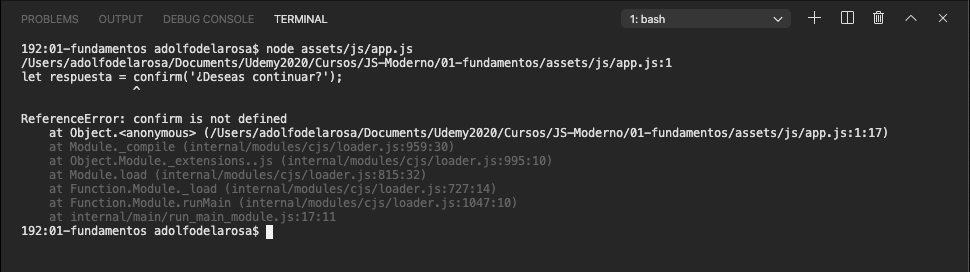 PROBLEMS OUTPUT DEBUG CONSOLE TERMINAL 1: bash
192:01-fundamentos adolfodelarosa$ node assets/js/app.js
/Users/adolfodelarosa/Documents/Udemy2020/Cursos/JS-Moderno/01-fundamentos/assets/js/app.js:1
let respuesta = confirm('¿Deseas continuar?');
^
ReferenceError: confirm is not defined
at Object.<anonymous> (/Users/adolfodelarosa/Documents/Udemy2020/Cursos/JS-Moderno/01-fundamentos/assets/js/app.js:1:17)
at Module._compile (internal/modules/cjs/loader.js:959:30)
at Object.Module._extensions..js (internal/modules/cjs/loader.js:995:10)
at Module.load (internal/modules/cjs/loader.js:815:32)
at Function.Module._load (internal/modules/cjs/loader.js:727:14)
at Function.Module.runMain (internal/modules/cjs/loader.js:1047:10)
at internal/main/run_main_module.js:17:11
192:01-fundamentos adolfodelarosa$